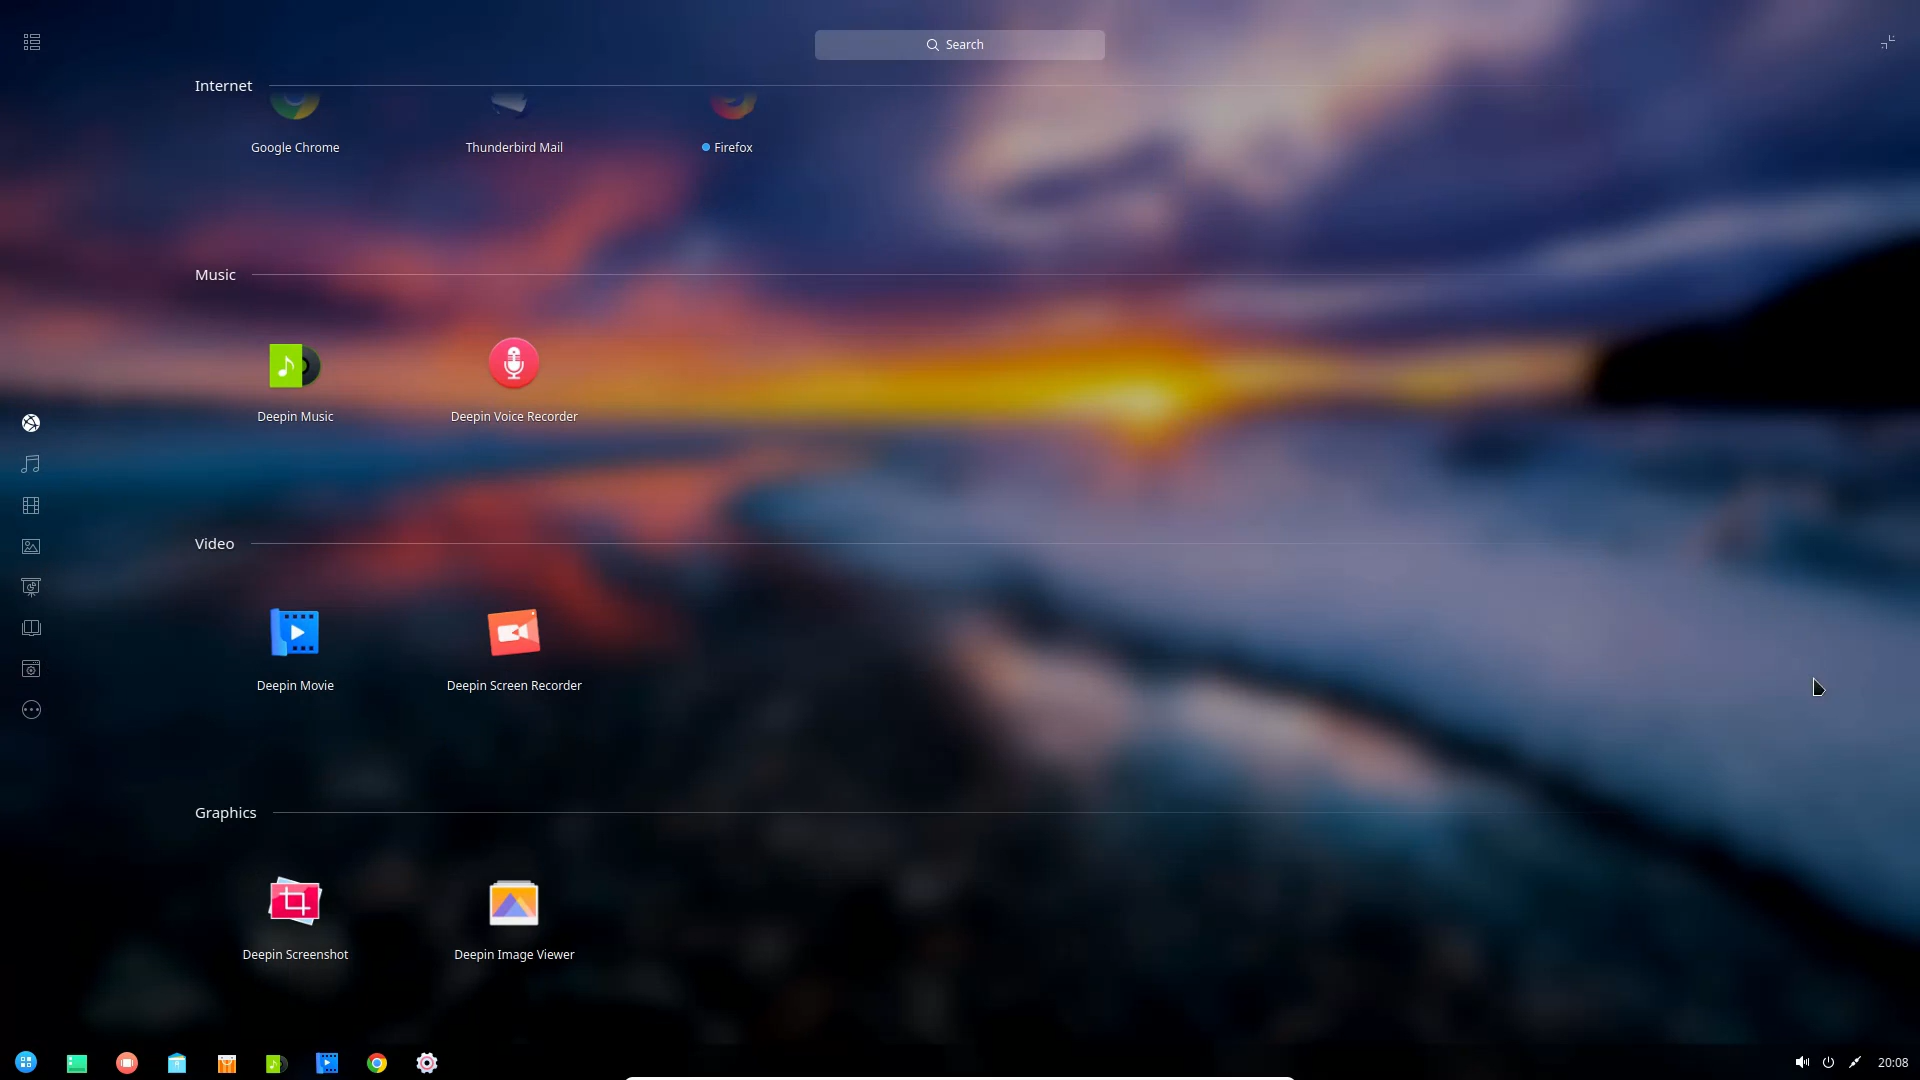 Search
Internet
Google Chrome
Thunderbird Mail
Firefox
Music
Deepin Music
Deepin Voice Recorder
Video
Deepin Movie
Deepin Screen Recorder
Graphics
Deepin Screenshot
Deepin Image Viewer
20:08